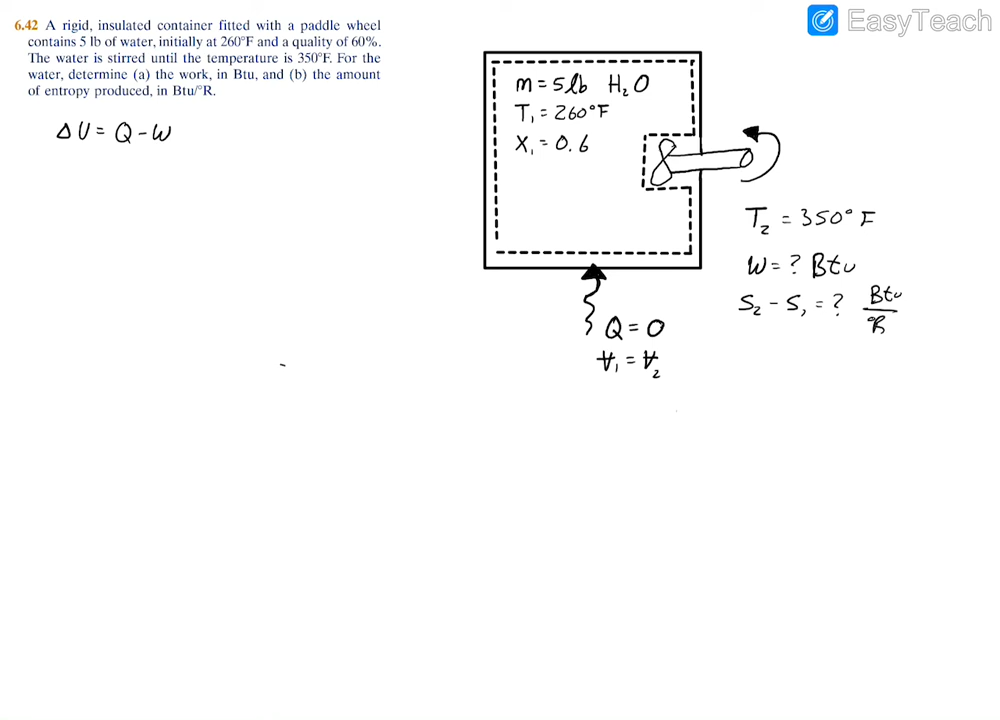 EasyTeach
6.42 A rigid, insulated container fitted with a paddle wheel
contains 5 lb of water, initially at 260°F and a quality of 60%.
The water is stirred until the temperature is 350°F. For the
water, determine (a) the work, in Btu, and (b) the amount
of entropy produced, in Btu/°R.
ΔU = Q - W
m = 5 lb H₂O
T₁ = 260°F
X₁ = 0.6
T₂ = 350°F
W = ? Btu
S₂ - S₁ = ? Btu/°R
Q = 0
V₁ = V₂